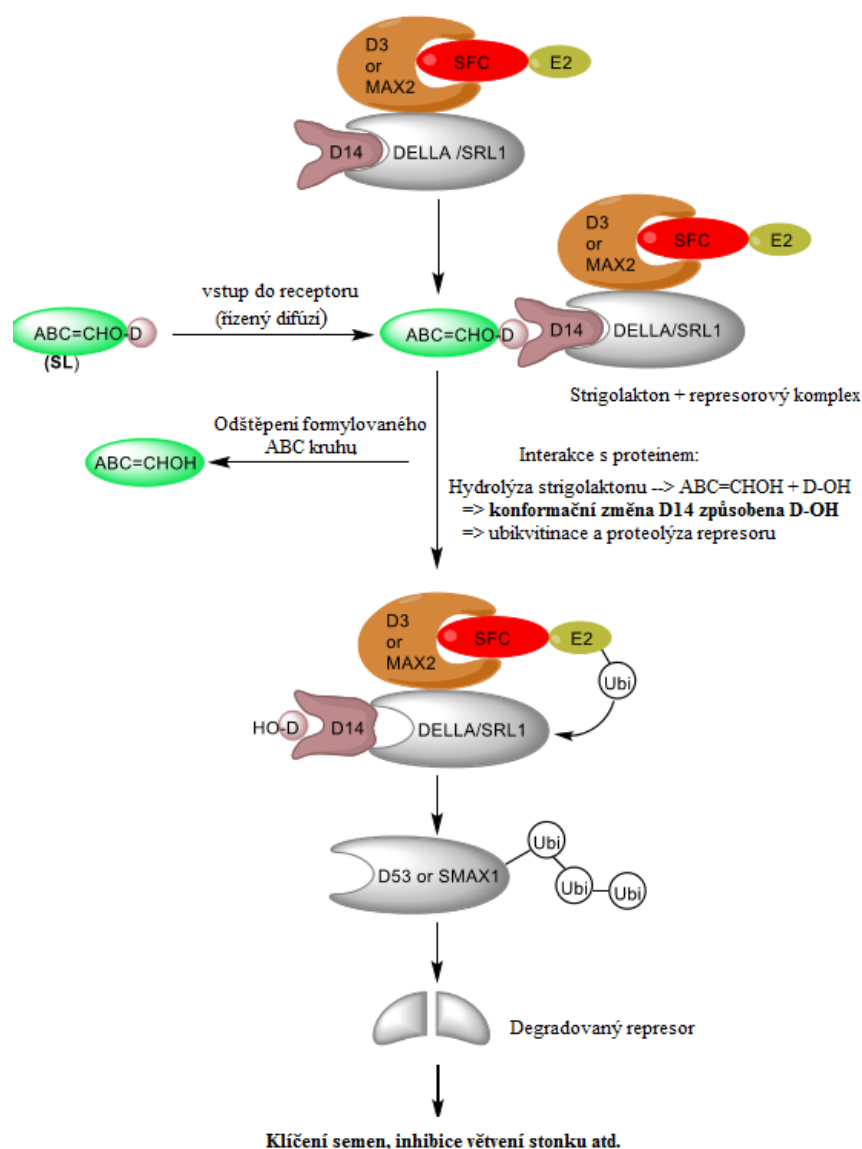 D3
or
MAX2
SFC
E2
D14
DELLA /SRL1
D3
or
MAX2
SFC
E2
vstup do receptoru
(řízený difúzí)
ABC=CHO-D
(SL)
ABC=CHO-D
D14
DELLA/SRL1
Strigolakton + represorový komplex
Odštěpení formylovaného
ABC kruhu
ABC=CHOH
Interakce s proteinem:
Hydrolýza strigolaktonu --> ABC=CHOH + D-OH
=> konformační změna D14 způsobena D-OH
=> ubikvitinace a proteolýza represoru
D3
or
MAX2
SFC
E2
Ubi
HO-D
D14
DELLA/SRL1
D53 or SMAX1
Ubi
Ubi
Ubi
Degradovaný represor
Klíčení semen, inhibice větvení stonku atd.